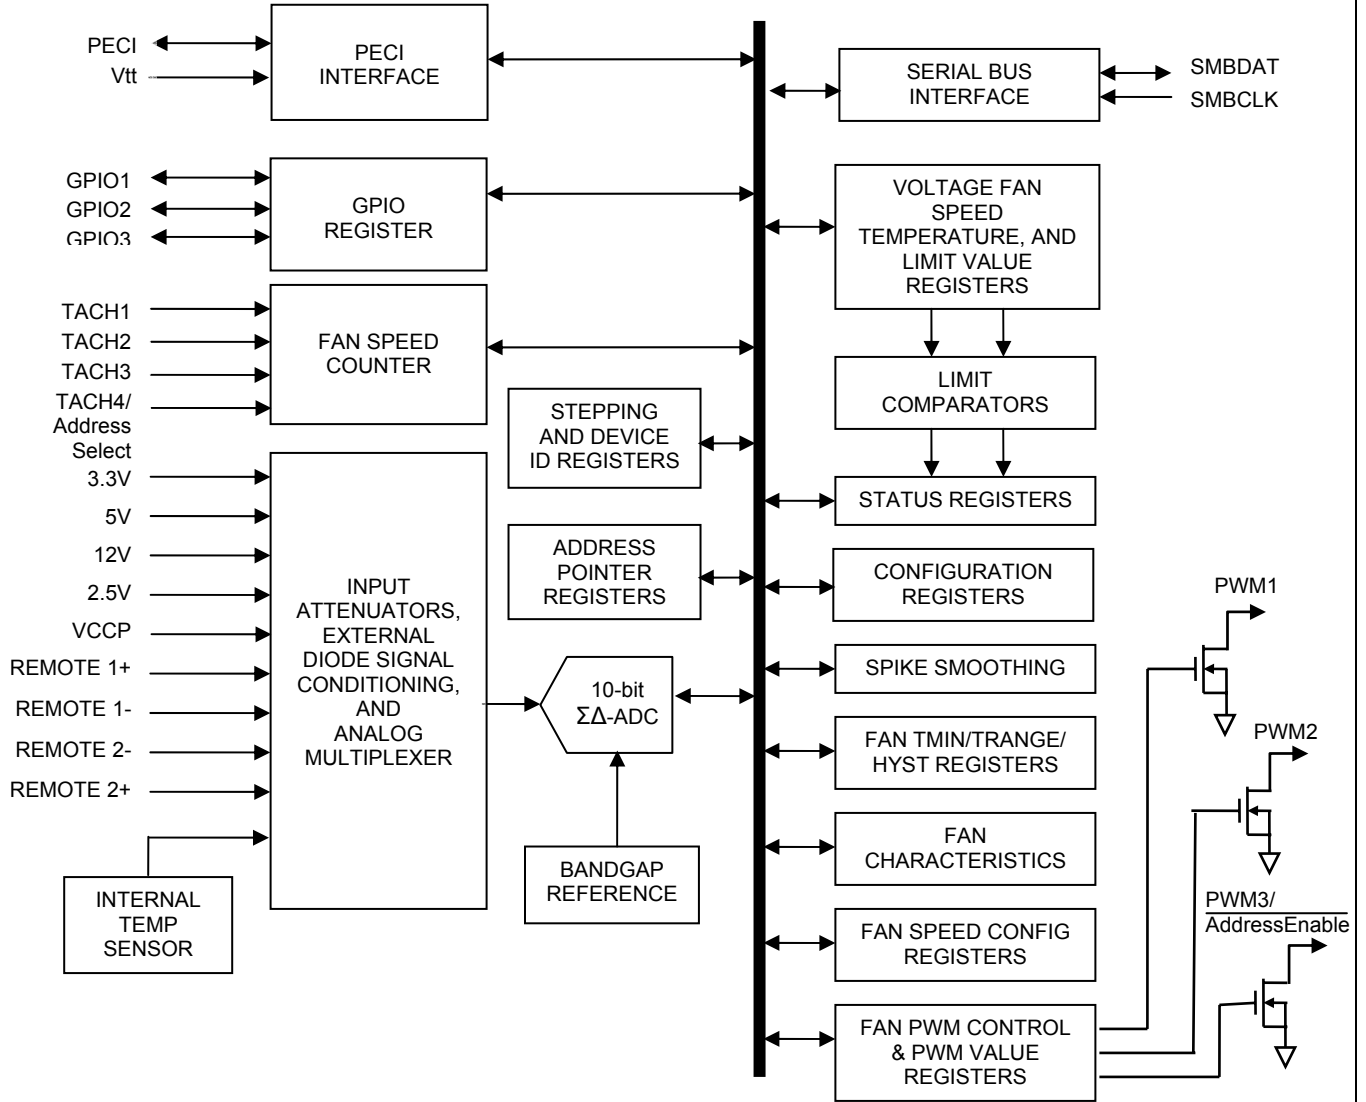 PECI
Vtt
PECI
INTERFACE
GPIO1
GPIO2
GPIO3
GPIO
REGISTER
TACH1
TACH2
TACH3
TACH4/
Address
Select
FAN SPEED
COUNTER
3.3V
5V
12V
2.5V
VCCP
REMOTE 1+
REMOTE 1-
REMOTE 2-
REMOTE 2+
INPUT
ATTENUATORS,
EXTERNAL
DIODE SIGNAL
CONDITIONING,
AND
ANALOG
MULTIPLEXER
INTERNAL
TEMP
SENSOR
STEPPING
AND DEVICE
ID REGISTERS
ADDRESS
POINTER
REGISTERS
10-bit
ΣΔ-ADC
BANDGAP
REFERENCE
SERIAL BUS
INTERFACE
SMBDAT
SMBCLK
VOLTAGE FAN
SPEED
TEMPERATURE, AND
LIMIT VALUE
REGISTERS
LIMIT
COMPARATORS
STATUS REGISTERS
CONFIGURATION
REGISTERS
SPIKE SMOOTHING
FAN TMIN/TRANGE/
HYST REGISTERS
FAN
CHARACTERISTICS
FAN SPEED CONFIG
REGISTERS
FAN PWM CONTROL
& PWM VALUE
REGISTERS
PWM1
PWM2
PWM3/
AddressEnable